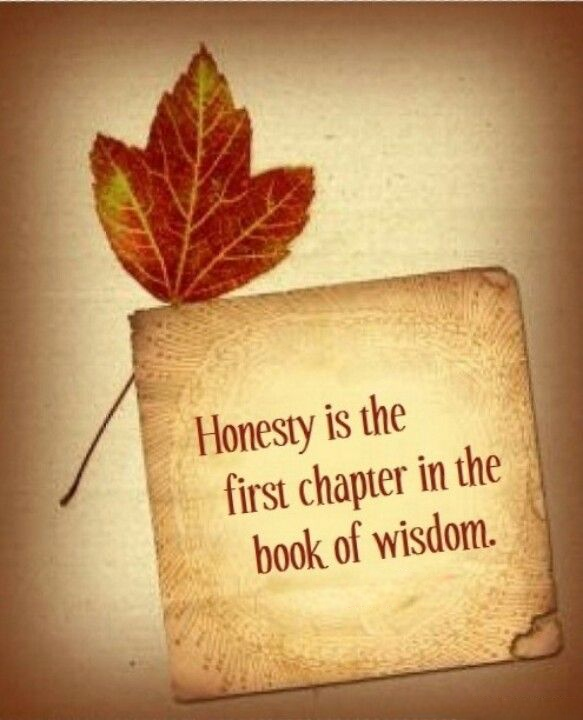 Honesty is the
first chapter in the
book of wisdom.